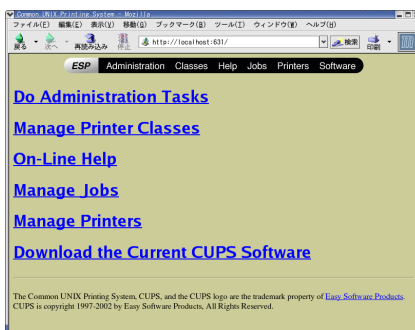 Common UNIX Printing System - Mozilla
ファイル(F) 編集(E) 表示(V) 移動(G) ブックマーク(B) ツール(T) ウィンドウ(W) ヘルプ(H)
戻る 次へ 再読み込み 停止 http://localhost:631/ 検索 印刷
ESP Administration Classes Help Jobs Printers Software
Do Administration Tasks
Manage Printer Classes
On-Line Help
Manage Jobs
Manage Printers
Download the Current CUPS Software
The Common UNIX Printing System, CUPS, and the CUPS logo are the trademark property of Easy Software Products.
CUPS is copyright 1997-2002 by Easy Software Products, All Rights Reserved.